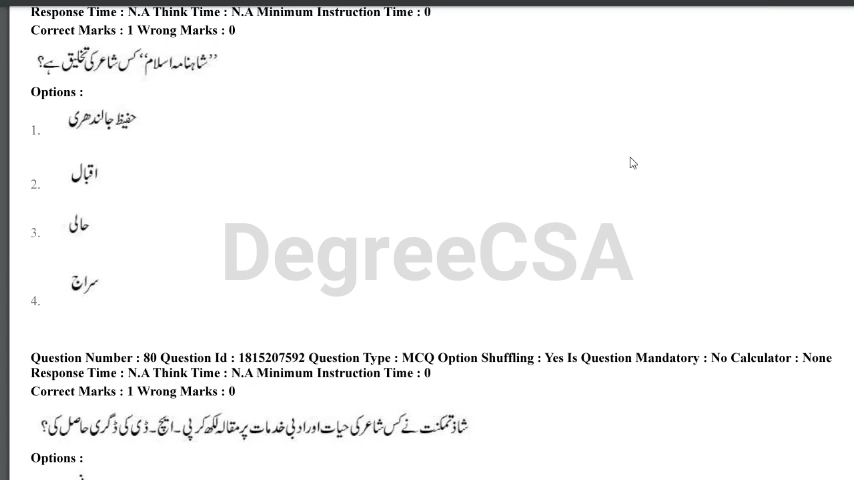 Response Time : N.A Think Time : N.A Minimum Instruction Time : 0
Correct Marks : 1 Wrong Marks : 0
’’شاہنامہ اسلام‘‘ کس شاعر کی تخلیق ہے؟
Options :
1. حفیظ جالندھری
2. اقبال
3. حالی
4. سراج
DegreeCSA
Question Number : 80 Question Id : 1815207592 Question Type : MCQ Option Shuffling : Yes Is Question Mandatory : No Calculator : None
Response Time : N.A Think Time : N.A Minimum Instruction Time : 0
Correct Marks : 1 Wrong Marks : 0
شاذ تمکنت نے کس شاعر کی حیات اور ادبی خدمات پر مقالہ لکھ کر پی۔ایچ۔ڈی کی ڈگری حاصل کی؟
Options :